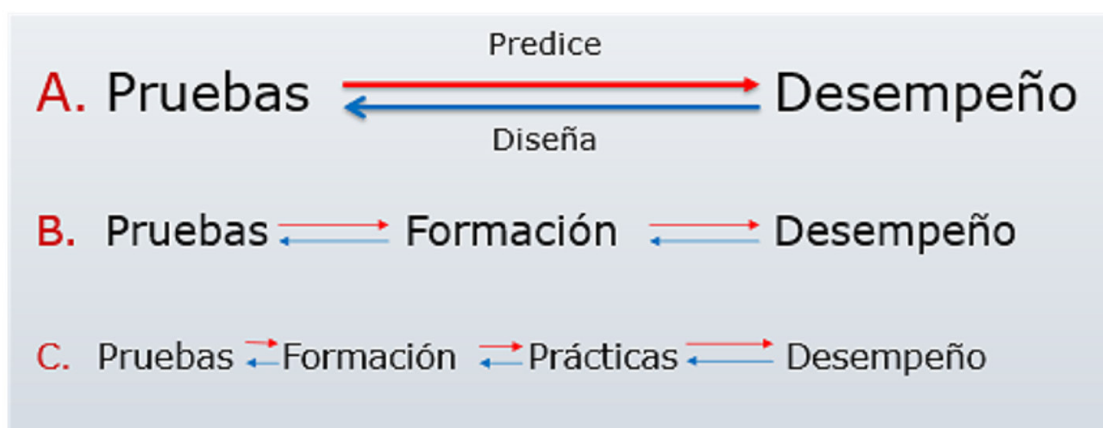 Predice
A. Pruebas Desempeño
Diseña
B. Pruebas Formación Desempeño
C. Pruebas Formación Prácticas Desempeño